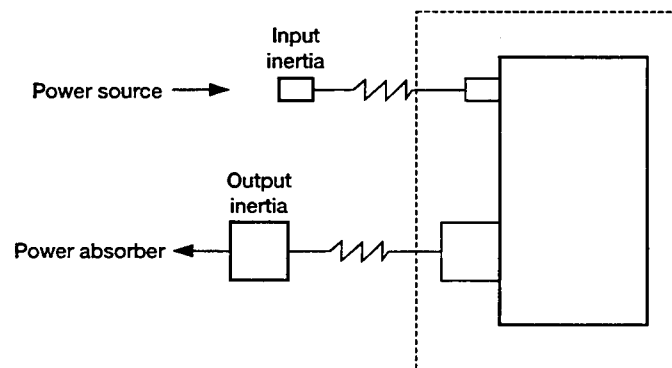 Input
inertia
Power source
Output
inertia
Power absorber